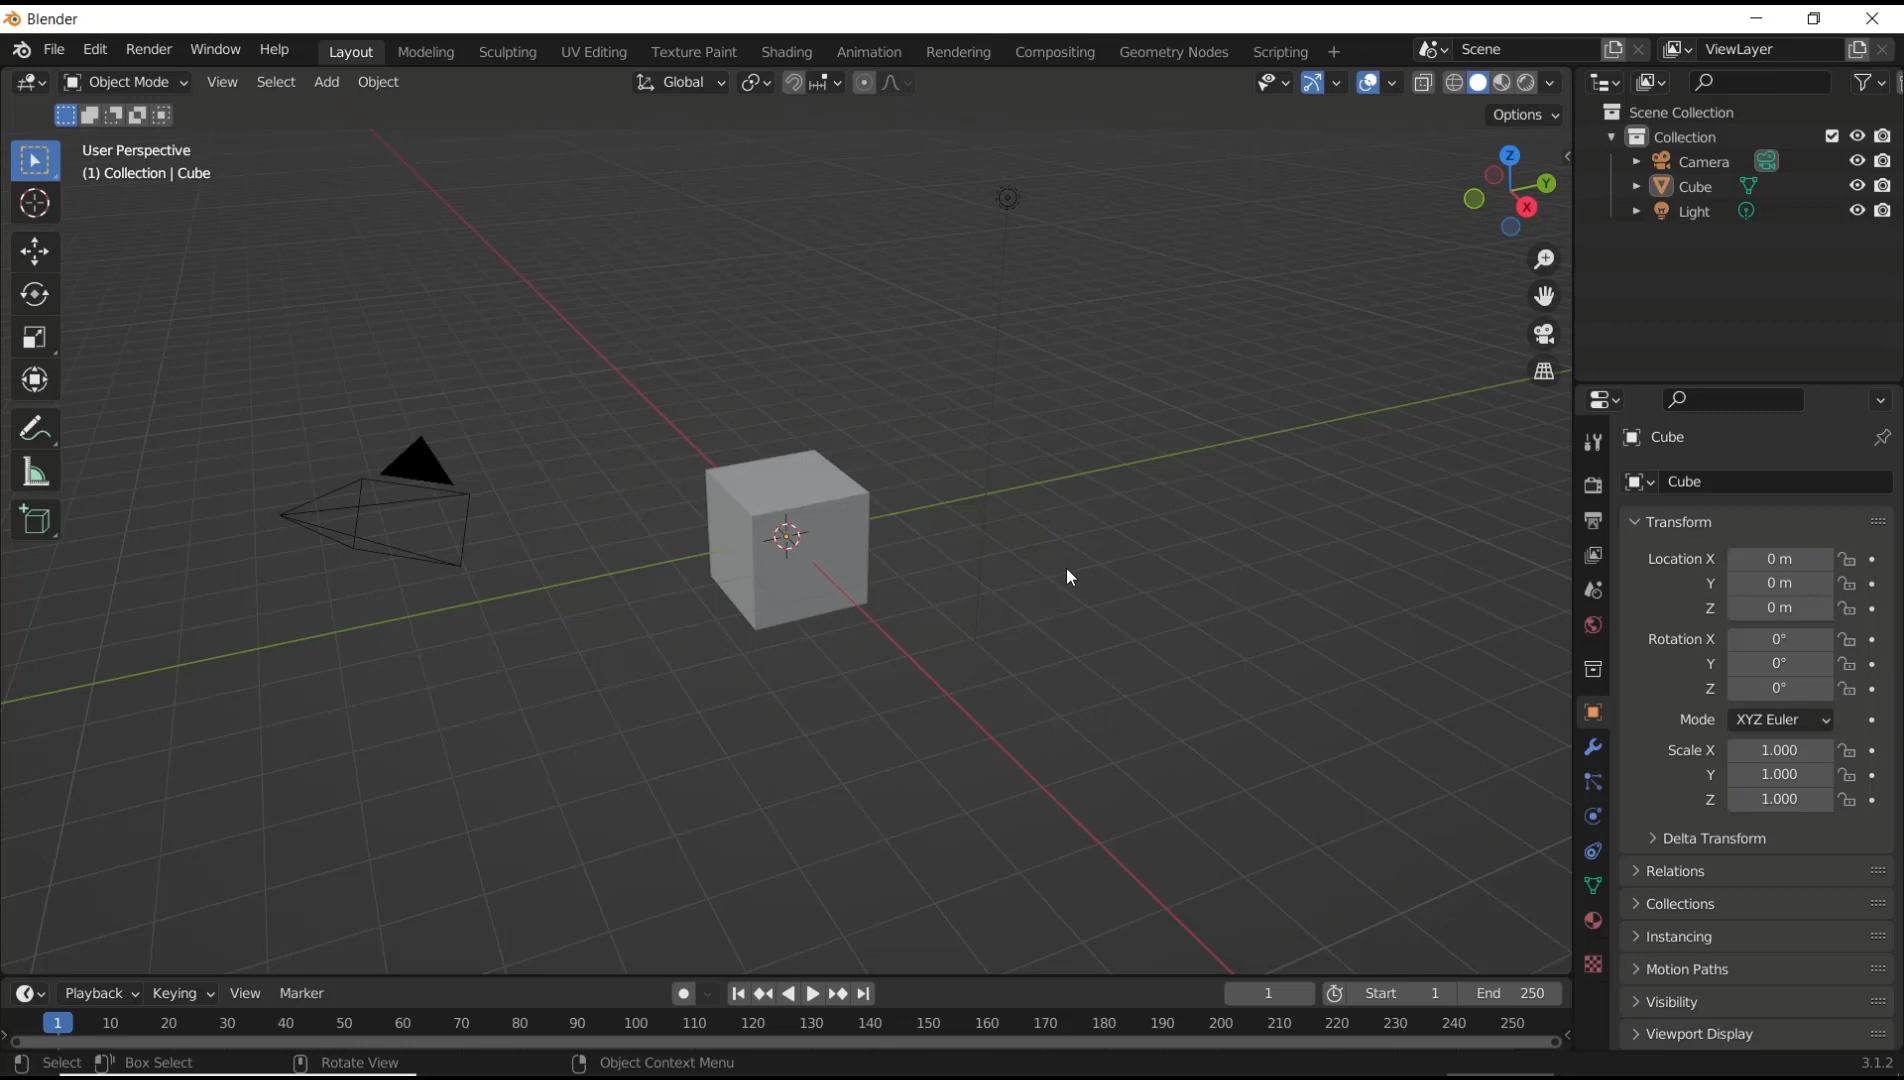 Blender
File Edit Render Window Help Layout Modeling Sculpting UV Editing Texture Paint Shading Animation Rendering Compositing Geometry Nodes Scripting + Scene ViewLayer
Object Mode View Select Add Object Global
Options
User Perspective
(1) Collection | Cube
Z
Y
X
Scene Collection
Collection
Camera
Cube
Light
Cube
Cube
Transform
Location X 0 m
Y 0 m
Z 0 m
Rotation X 0°
Y 0°
Z 0°
Mode XYZ Euler
Scale X 1.000
Y 1.000
Z 1.000
Delta Transform
Relations
Collections
Instancing
Motion Paths
Visibility
Viewport Display
Playback Keying View Marker 1 Start 1 End 250
1 10 20 30 40 50 60 70 80 90 100 110 120 130 140 150 160 170 180 190 200 210 220 230 240 250
Select Box Select Rotate View Object Context Menu 3.1.2